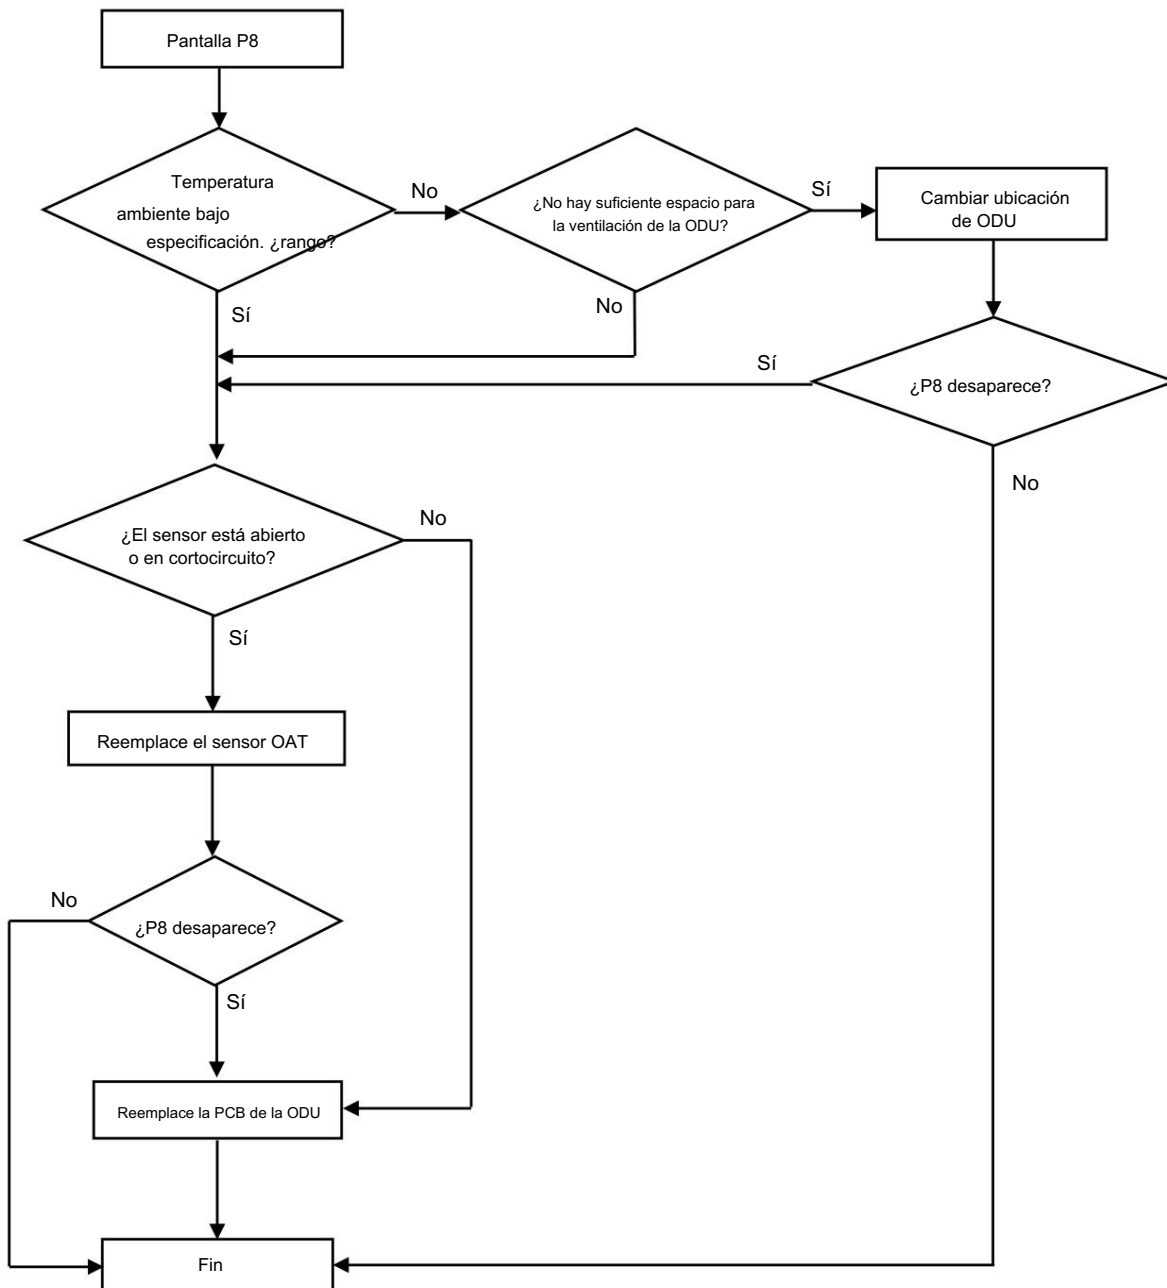 Pantalla P8
Temperatura
ambiente bajo
especificación. ¿rango?
No
¿No hay suficiente espacio para
la ventilación de la ODU?
Sí
Cambiar ubicación
de ODU
Sí
No
Sí
¿P8 desaparece?
No
¿El sensor está abierto
o en cortocircuito?
No
Sí
Reemplace el sensor OAT
No
¿P8 desaparece?
Sí
Reemplace la PCB de la ODU
Fin